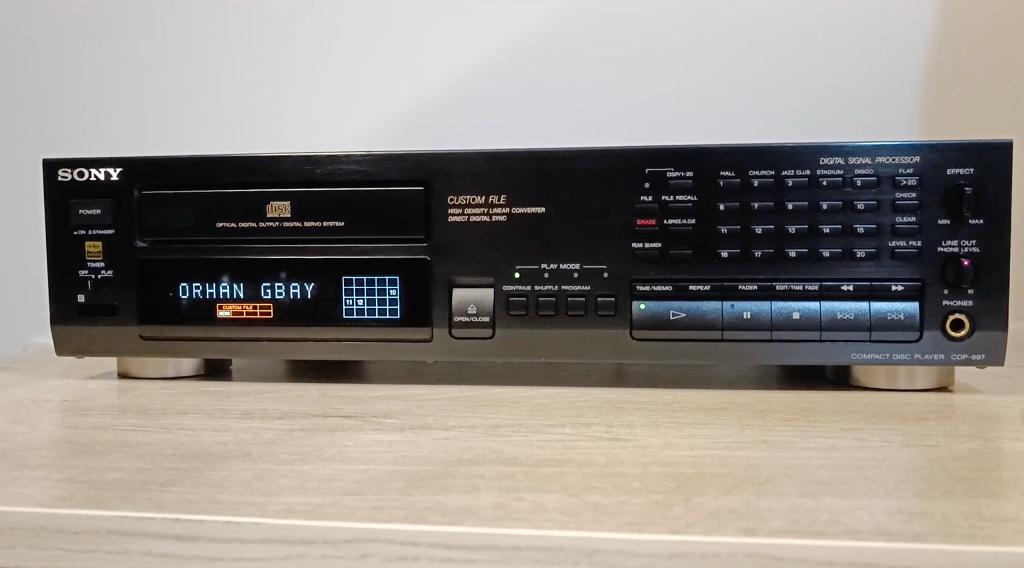 SONY
POWER
ON STANDBY
Hi-Res
TIMER
OFF PLAY
disc
OPTICAL DIGITAL OUTPUT / DIGITAL SERVO SYSTEM
ORHAN GBAY
CUSTOM FILE
MEMO
10
11 12
CUSTOM FILE
HIGH DENSITY LINEAR CONVERTER
DIRECT DIGITAL SYNC
OPEN/CLOSE
PLAY MODE
CONTINUE SHUFFLE PROGRAM
DIGITAL SIGNAL PROCESSOR
DSP/1-20 HALL CHURCH JAZZ CLUB STADIUM DISCO FLAT
1 2 3 4 5 >20
FILE FILE RECALL CHECK
6 7 8 9 10
ERASE A.SPACE/A.CUE CLEAR
11 12 13 14 15
PEAK SEARCH LEVEL FILE
16 17 18 19 20
TIME/MEMO REPEAT FADER EDIT/TIME FADE
EFFECT
MIN MAX
LINE OUT
PHONE LEVEL
0 10
PHONES
COMPACT DISC PLAYER CDP-997